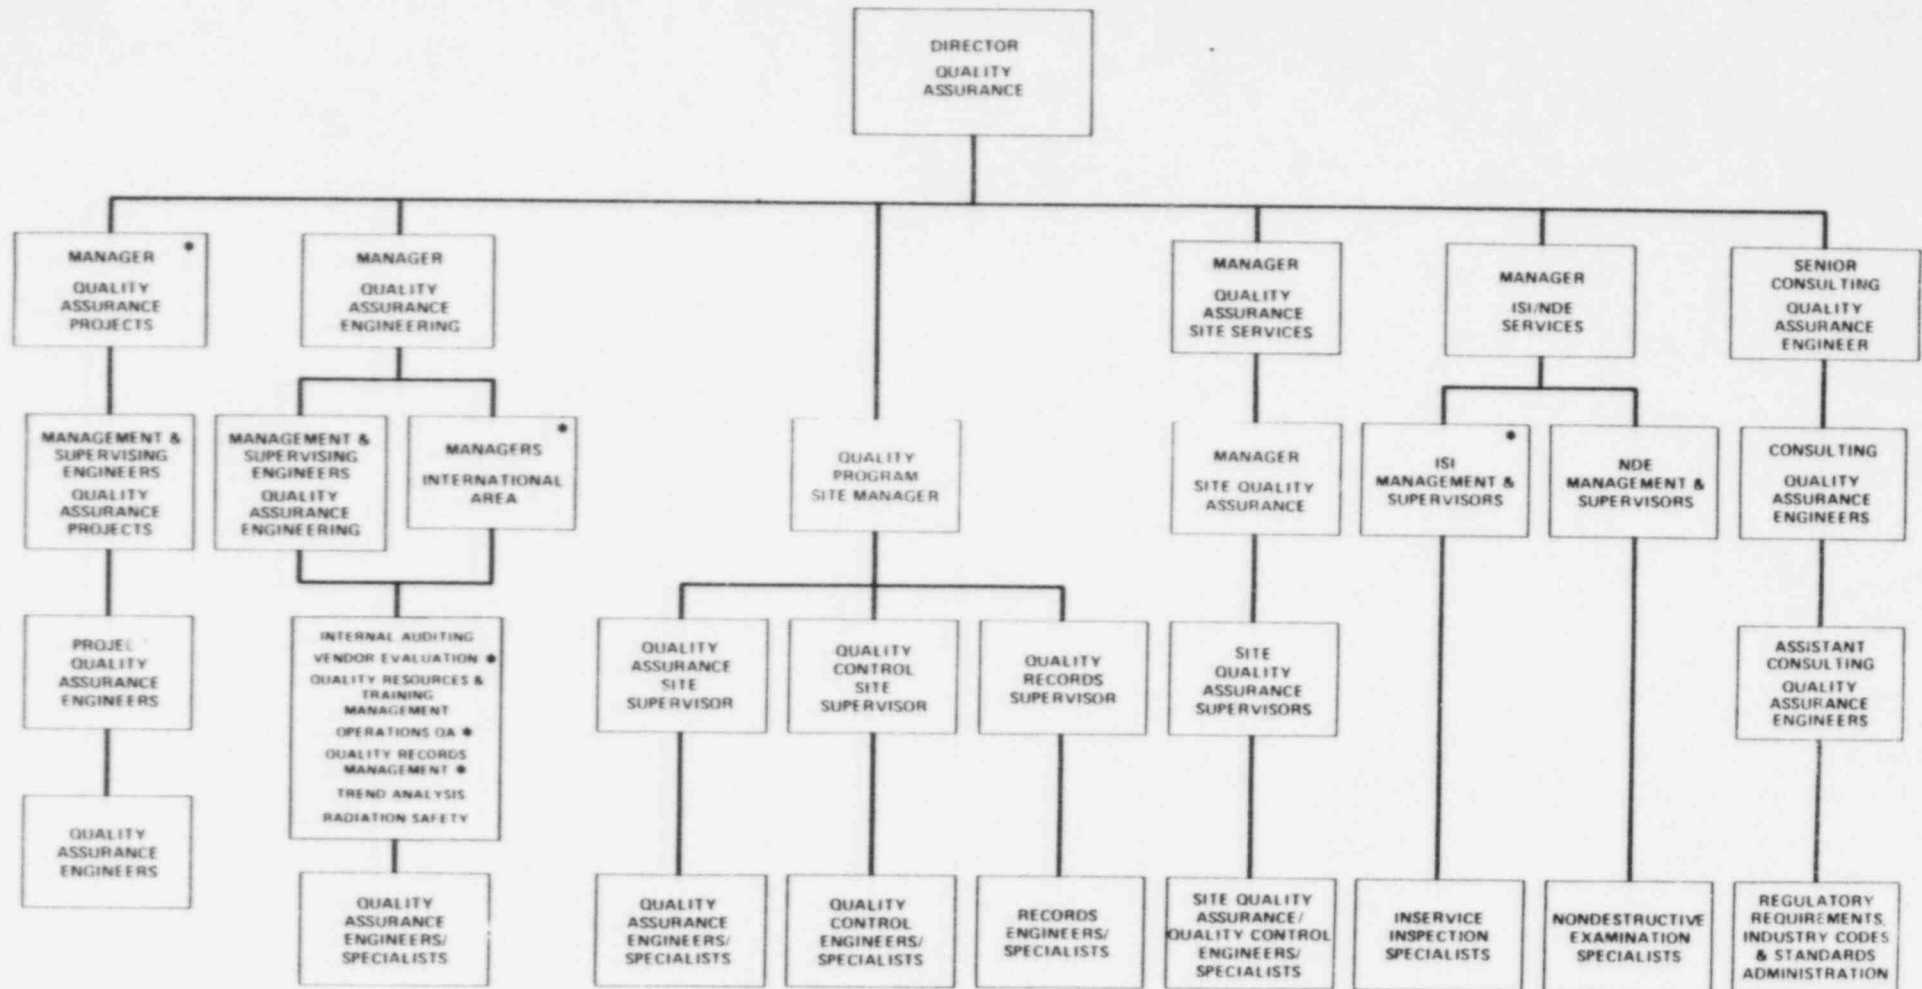 DIRECTOR
QUALITY
ASSURANCE
MANAGER *
QUALITY
ASSURANCE
PROJECTS
MANAGER
QUALITY
ASSURANCE
ENGINEERING
MANAGER
QUALITY
ASSURANCE
SITE SERVICES
MANAGER
ISI/NDE
SERVICES
SENIOR
CONSULTING
QUALITY
ASSURANCE
ENGINEER
MANAGEMENT &
SUPERVISING
ENGINEERS
QUALITY
ASSURANCE
PROJECTS
MANAGEMENT &
SUPERVISING
ENGINEERS
QUALITY
ASSURANCE
ENGINEERING
*
MANAGERS
INTERNATIONAL
AREA
QUALITY
PROGRAM
SITE MANAGER
MANAGER
SITE QUALITY
ASSURANCE
*
ISI
MANAGEMENT &
SUPERVISORS
NDE
MANAGEMENT &
SUPERVISORS
CONSULTING
QUALITY
ASSURANCE
ENGINEERS
QUALITY
ASSURANCE
ENGINEERS
INTERNAL AUDITING
VENDOR EVALUATION *
QUALITY RESOURCES &
TRAINING
MANAGEMENT
OPERATIONS QA *
QUALITY RECORDS
MANAGEMENT *
TREND ANALYSIS
RADIATION SAFETY
QUALITY
ASSURANCE
SITE
SUPERVISOR
QUALITY
CONTROL
SITE
SUPERVISOR
QUALITY
RECORDS
SUPERVISOR
SITE
QUALITY
ASSURANCE
SUPERVISORS
ASSISTANT
CONSULTING
QUALITY
ASSURANCE
ENGINEERS
QUALITY
ASSURANCE
ENGINEERS
QUALITY
ASSURANCE
ENGINEERS/
SPECIALISTS
QUALITY
ASSURANCE
ENGINEERS/
SPECIALISTS
QUALITY
CONTROL
ENGINEERS/
SPECIALISTS
RECORDS
ENGINEERS/
SPECIALISTS
SITE QUALITY
ASSURANCE/
QUALITY CONTROL
ENGINEERS/
SPECIALISTS
INSERVICE
INSPECTION
SPECIALISTS
NONDESTRUCTIVE
EXAMINATION
SPECIALISTS
REGULATORY
REQUIREMENTS,
INDUSTRY CODES
& STANDARDS
ADMINISTRATION